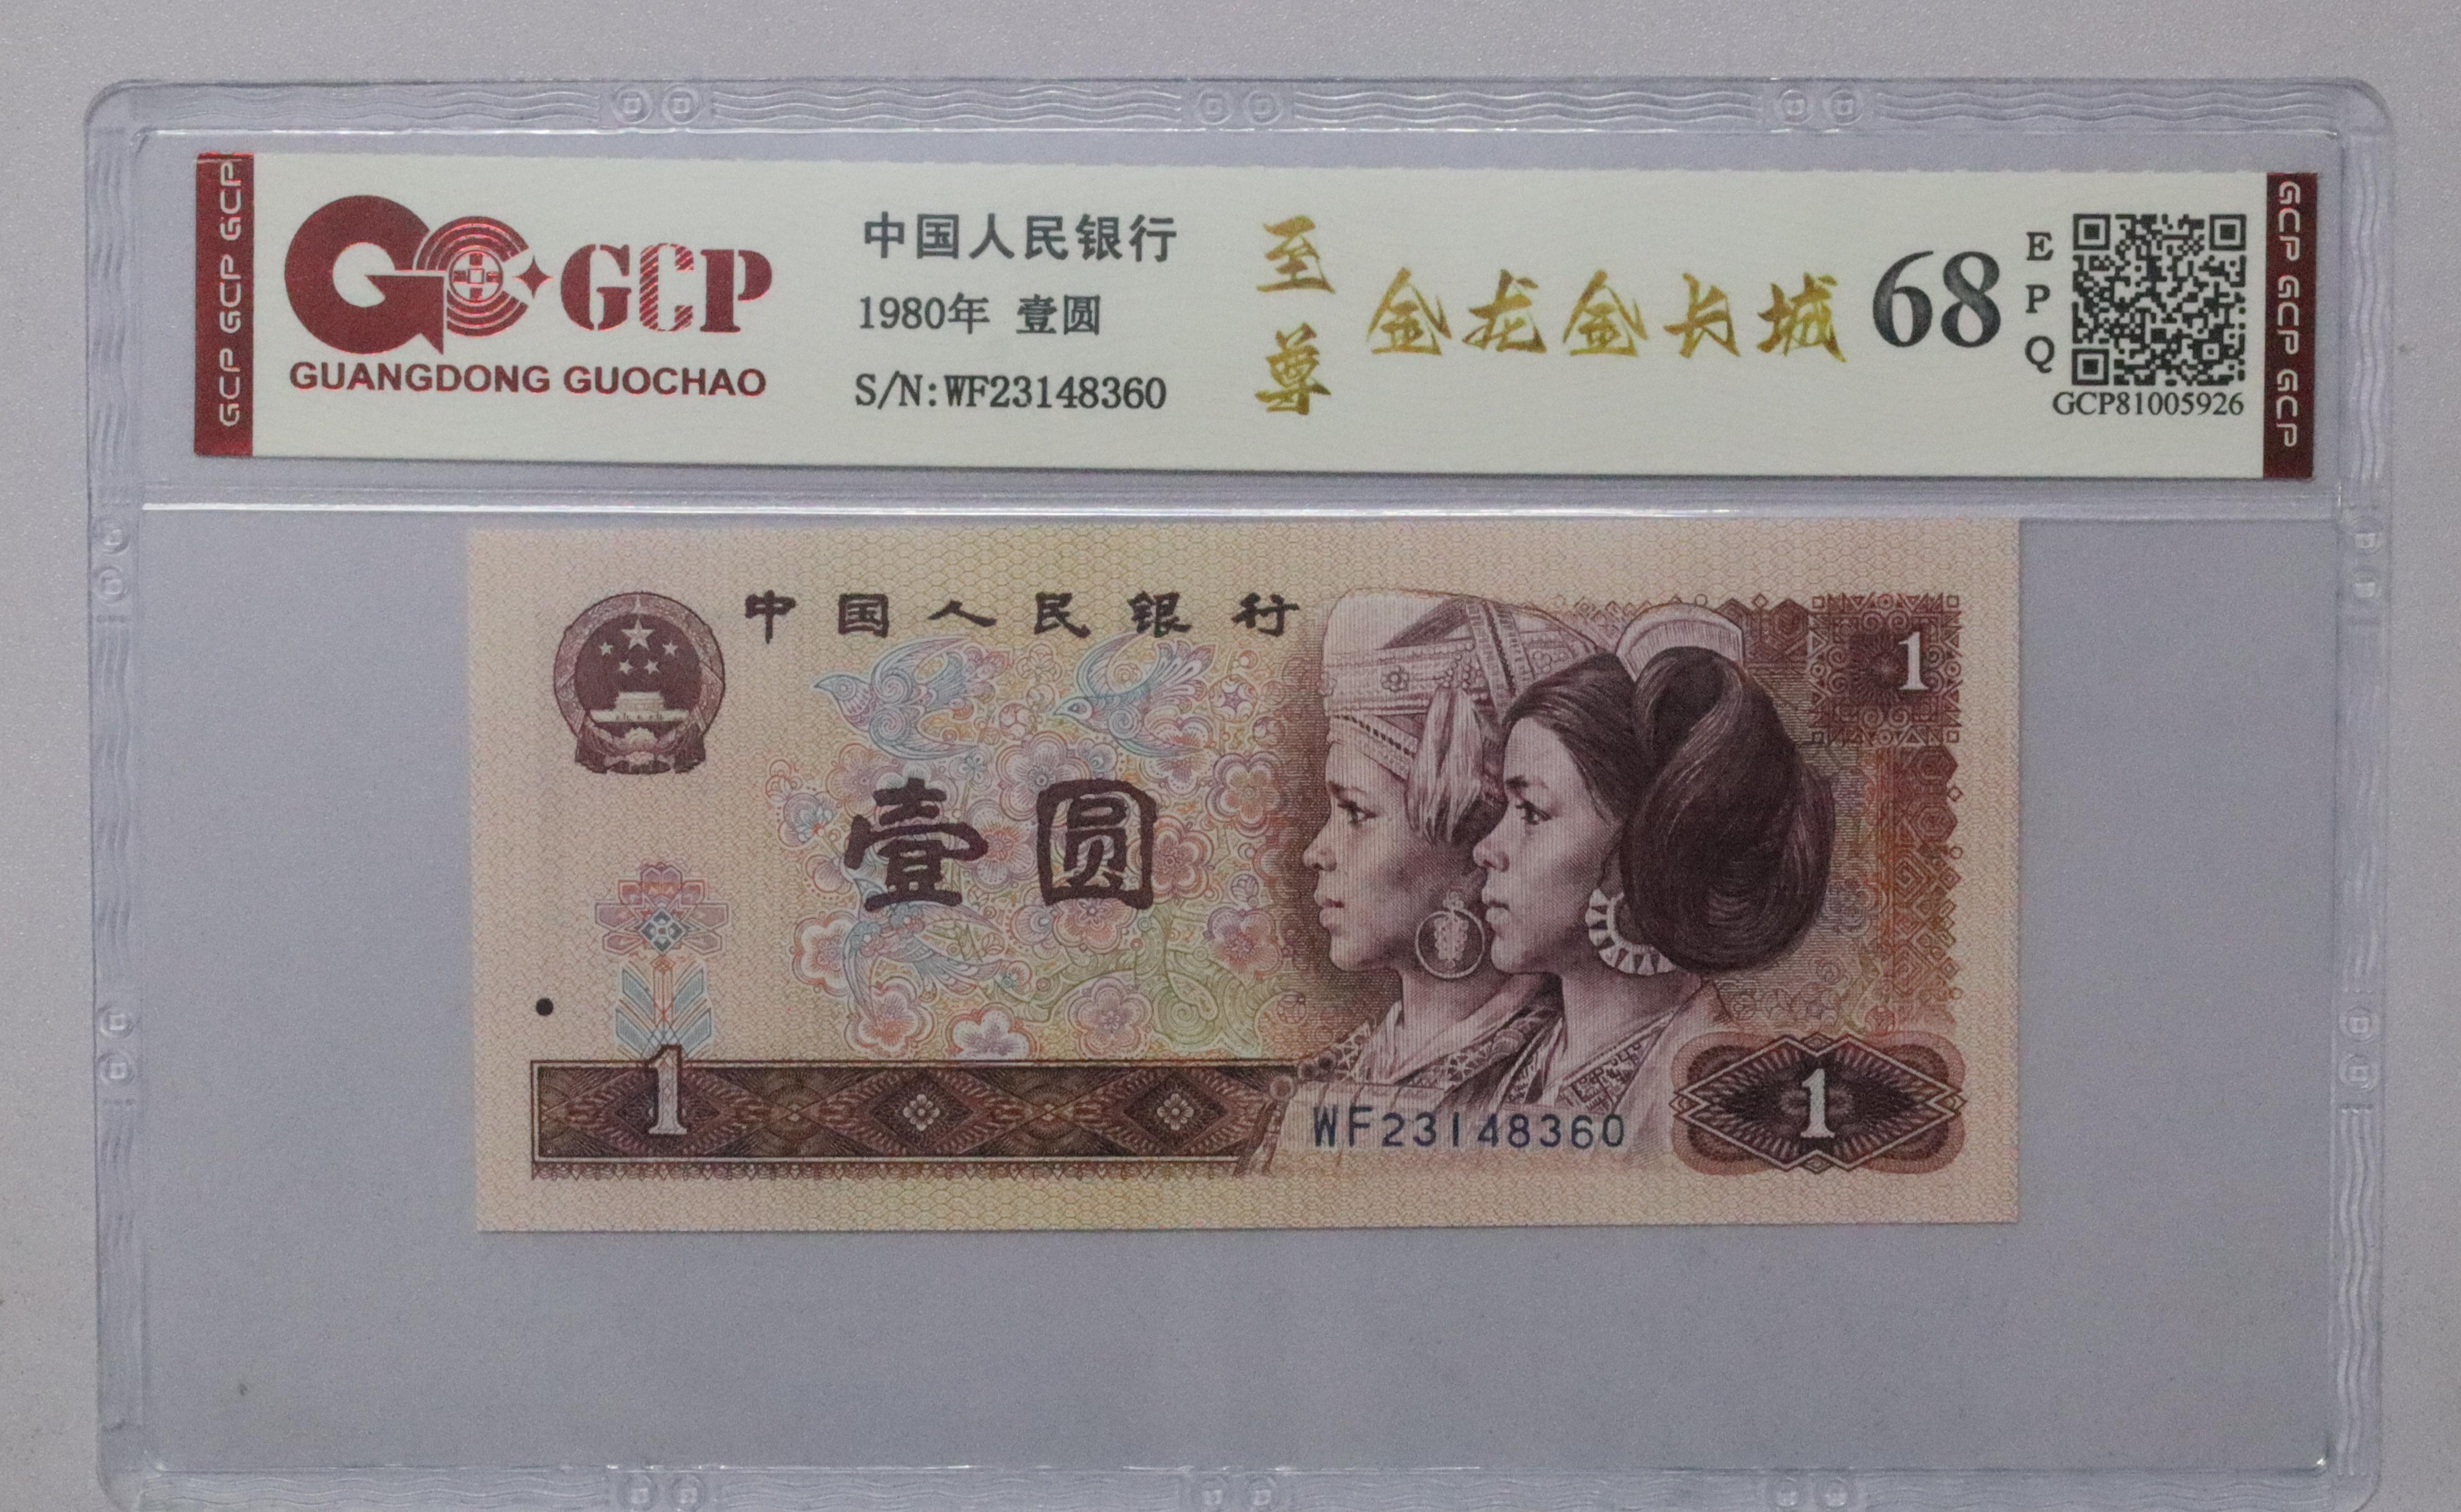 GCP GCP GCP
GCP
GUANGDONG GUOCHAO
中国人民银行
1980年 壹圆
S/N:WF23148360
至尊
金龙金长城
68
EPQ
GCP81005926
GCP GCP GCP
中国人民银行
1
壹圆
1
WF23148360
1